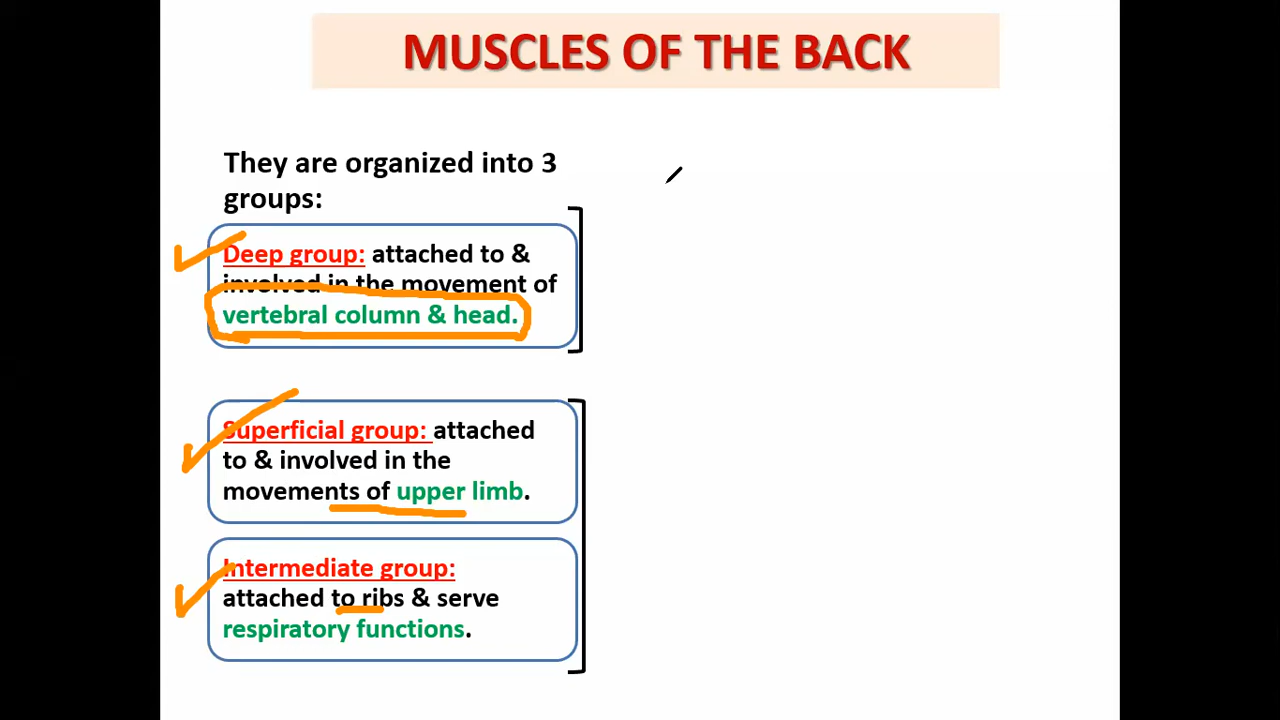 MUSCLES OF THE BACK
They are organized into 3
groups:
Deep group: attached to &
involved in the movement of
vertebral column & head.
Superficial group: attached
to & involved in the
movements of upper limb.
Intermediate group:
attached to ribs & serve
respiratory functions.